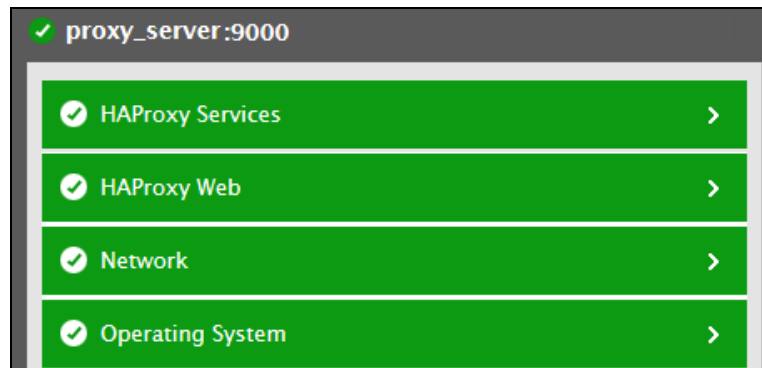 proxy_server:9000
HAProxy Services
HAProxy Web
Network
Operating System